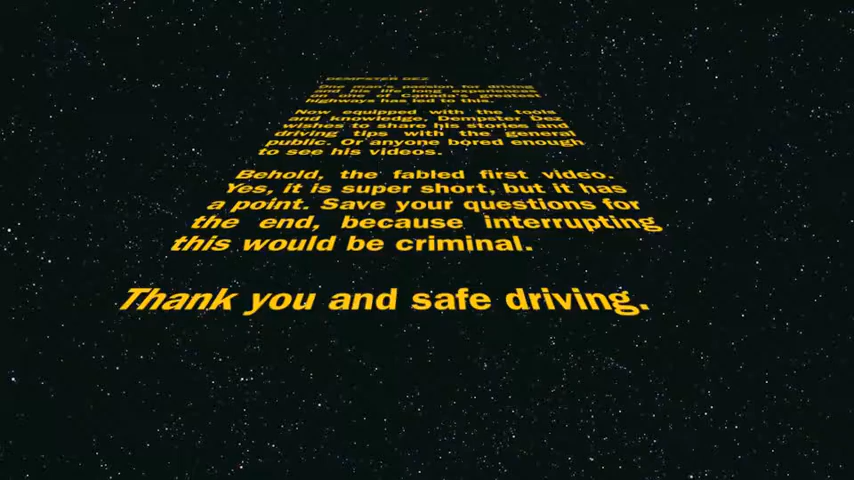 DEMPSTER DEZ
One man's passion for driving
and his life long experiences
on one of Canada's greatest
highways has led to this.
Now equipped with the tools
and knowledge, Dempster Dez
wishes to share his stories and
driving tips with the general
public. Or anyone bored enough
to see his videos.
Behold, the fabled first video.
Yes, it is super short, but it has
a point. Save your questions for
the end, because interrupting
this would be criminal.
Thank you and safe driving.